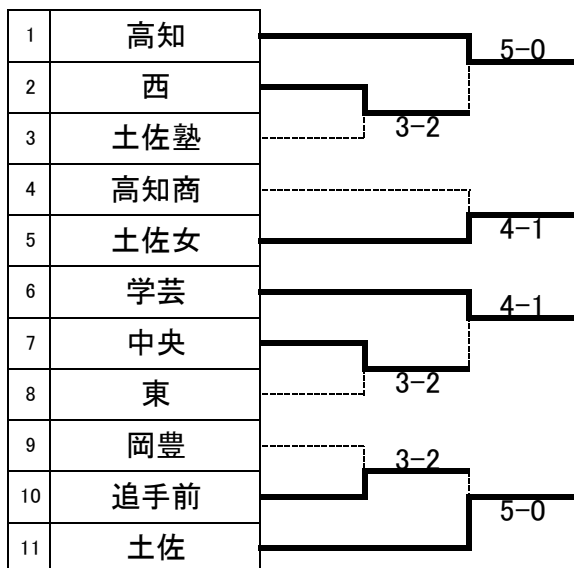 1 高知
5-0
2 西
3-2
3 土佐塾
4 高知商
4-1
5 土佐女
6 学芸
4-1
7 中央
3-2
8 東
9 岡豊
3-2
10 追手前
5-0
11 土佐